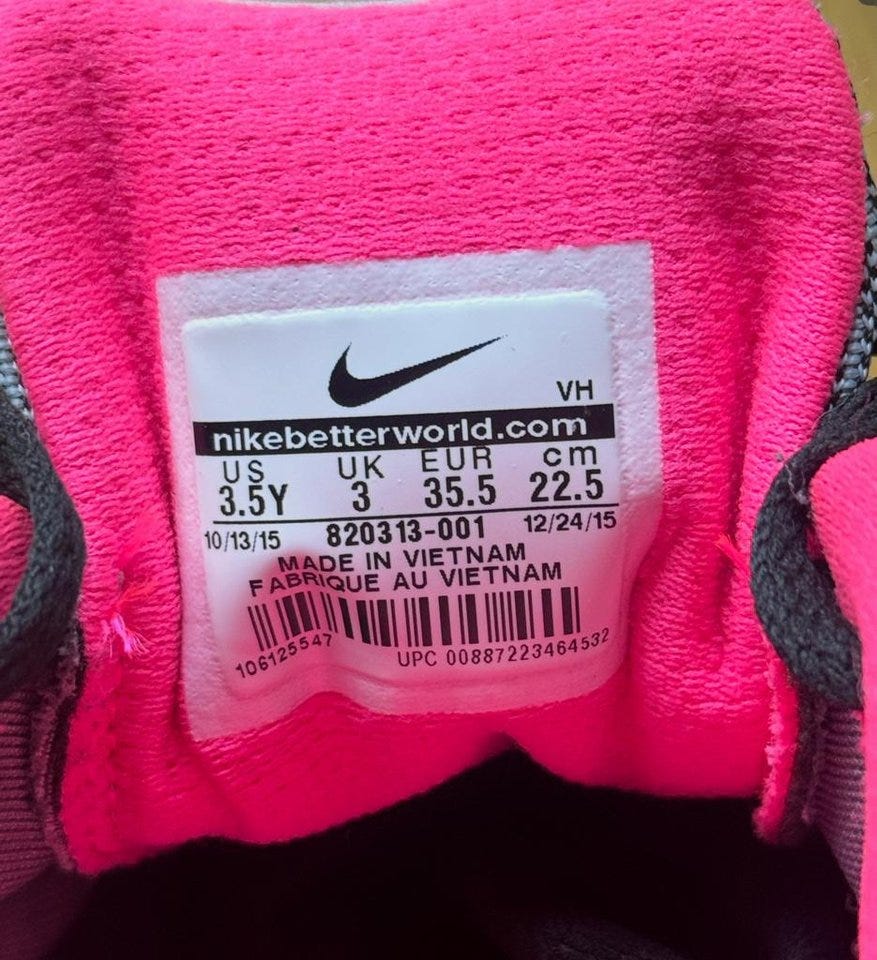 VH
nikebetterworld.com
US UK EUR cm
3.5Y 3 35.5 22.5
10/13/15 820313-001 12/24/15
MADE IN VIETNAM
FABRIQUE AU VIETNAM
106125547 UPC 00887223464532